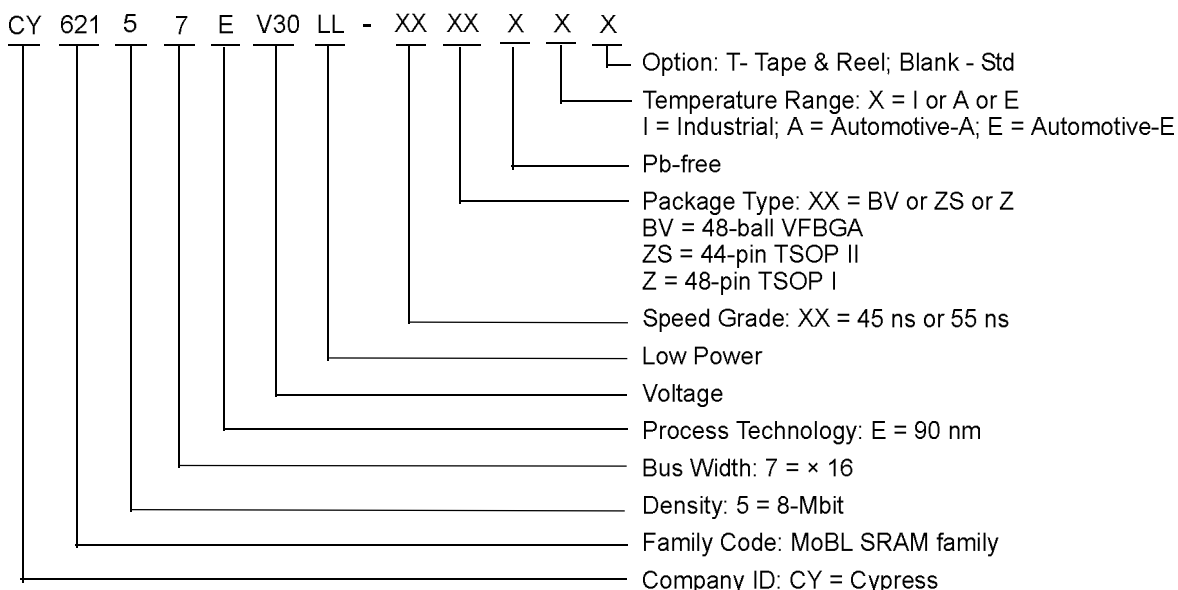 CY 621 5 7 E V30 LL - XX XX X X X
Option: T- Tape & Reel; Blank - Std
Temperature Range: X = I or A or E
I = Industrial; A = Automotive-A; E = Automotive-E
Pb-free
Package Type: XX = BV or ZS or Z
BV = 48-ball VFBGA
ZS = 44-pin TSOP II
Z = 48-pin TSOP I
Speed Grade: XX = 45 ns or 55 ns
Low Power
Voltage
Process Technology: E = 90 nm
Bus Width: 7 = × 16
Density: 5 = 8-Mbit
Family Code: MoBL SRAM family
Company ID: CY = Cypress